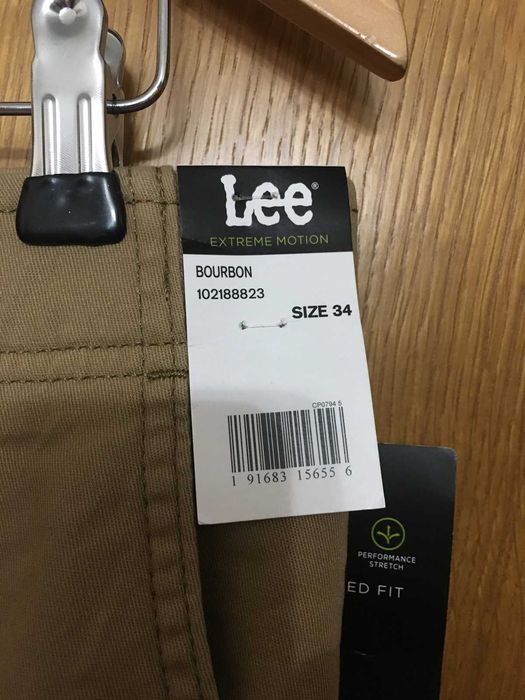 Lee®
EXTREME MOTION
BOURBON
102188823
SIZE 34
CP0794 5
1 91683 15655 6
PERFORMANCE
STRETCH
ED FIT